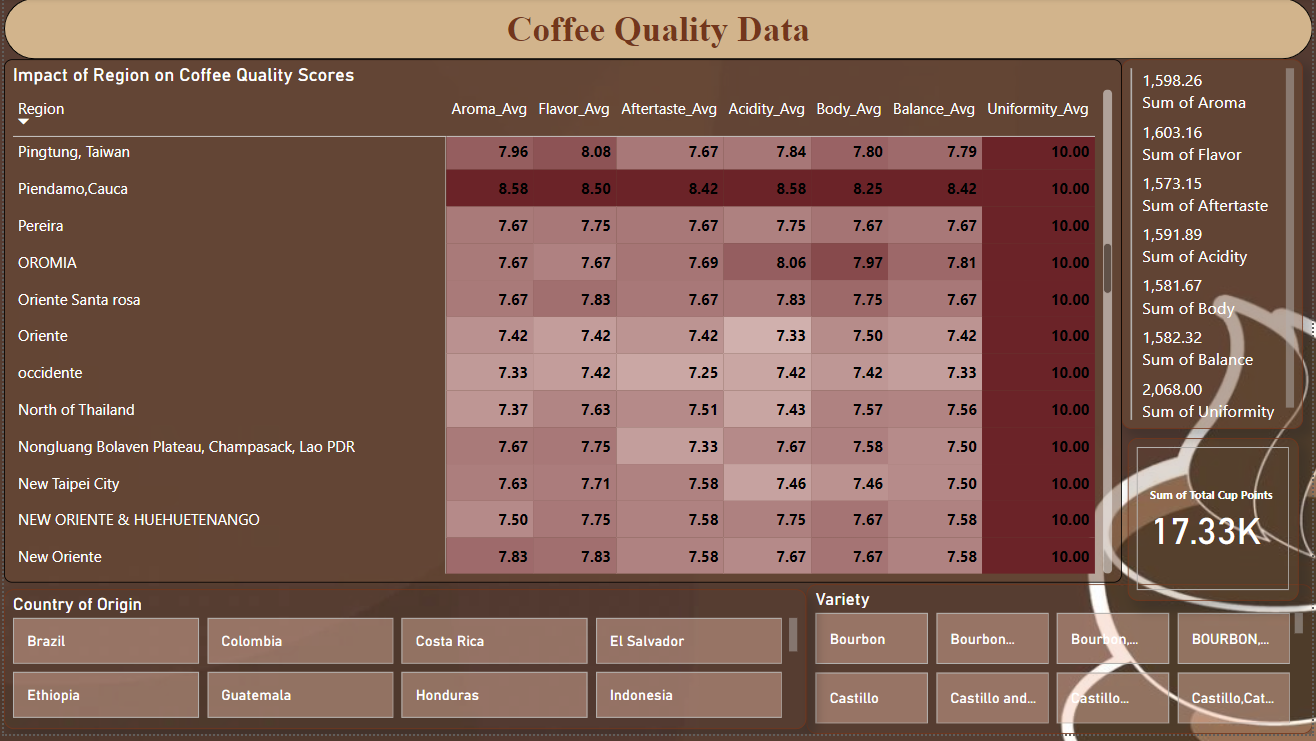 Coffee Quality Data
Impact of Region on Coffee Quality Scores
Region Aroma_Avg Flavor_Avg Aftertaste_Avg Acidity_Avg Body_Avg Balance_Avg Uniformity_Avg
Pingtung, Taiwan 7.96 8.08 7.67 7.84 7.80 7.79 10.00
Piendamo,Cauca 8.58 8.50 8.42 8.58 8.25 8.42 10.00
Pereira 7.67 7.75 7.67 7.75 7.67 7.67 10.00
OROMIA 7.67 7.67 7.69 8.06 7.97 7.81 10.00
Oriente Santa rosa 7.67 7.83 7.67 7.83 7.75 7.67 10.00
Oriente 7.42 7.42 7.42 7.33 7.50 7.42 10.00
occidente 7.33 7.42 7.25 7.42 7.42 7.33 10.00
North of Thailand 7.37 7.63 7.51 7.43 7.57 7.56 10.00
Nongluang Bolaven Plateau, Champasack, Lao PDR 7.67 7.75 7.33 7.67 7.58 7.50 10.00
New Taipei City 7.63 7.71 7.58 7.46 7.46 7.50 10.00
NEW ORIENTE & HUEHUETENANGO 7.50 7.75 7.58 7.75 7.67 7.58 10.00
New Oriente 7.83 7.83 7.58 7.67 7.67 7.58 10.00
1,598.26
Sum of Aroma
1,603.16
Sum of Flavor
1,573.15
Sum of Aftertaste
1,591.89
Sum of Acidity
1,581.67
Sum of Body
1,582.32
Sum of Balance
2,068.00
Sum of Uniformity
Sum of Total Cup Points
17.33K
Country of Origin
Brazil Colombia Costa Rica El Salvador
Ethiopia Guatemala Honduras Indonesia
Variety
Bourbon Bourbon... Bourbon,... BOURBON,...
Castillo Castillo and... Castillo... Castillo,Cat...